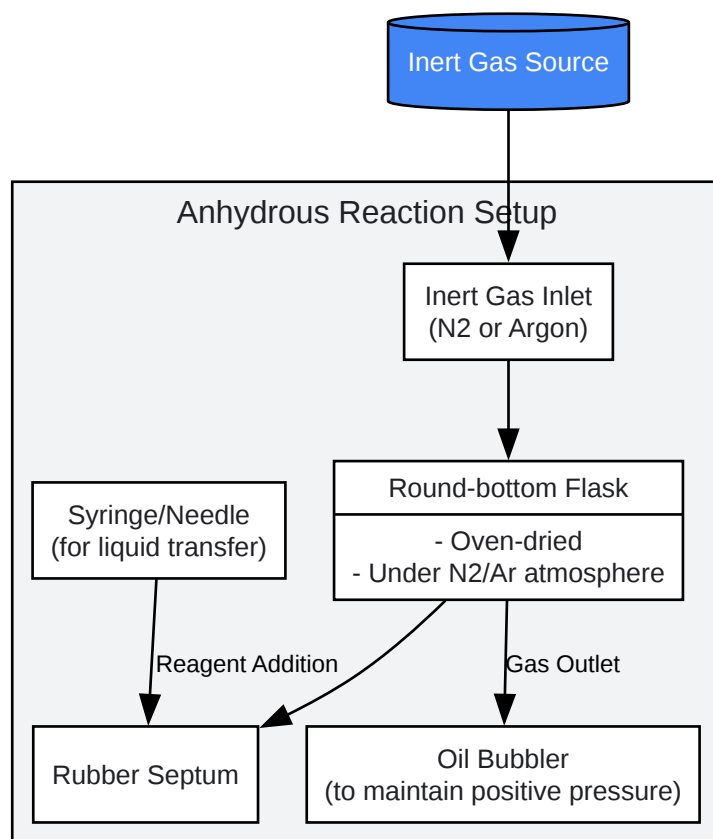 Inert Gas Source
Anhydrous Reaction Setup
Inert Gas Inlet
(N2 or Argon)
Round-bottom Flask
- Oven-dried
- Under N2/Ar atmosphere
Syringe/Needle
(for liquid transfer)
Reagent Addition
Gas Outlet
Rubber Septum
Oil Bubbler
(to maintain positive pressure)